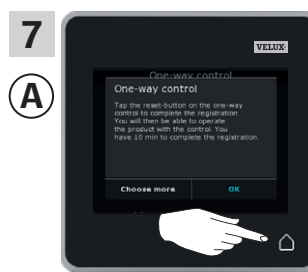 7
A
VELUX
One-way control
One-way control
Tap the reset-button on the one-way
control to complete the registration.
You will then be able to operate
the product with the control. You
have 10 min to complete the registration.
Choose more
OK